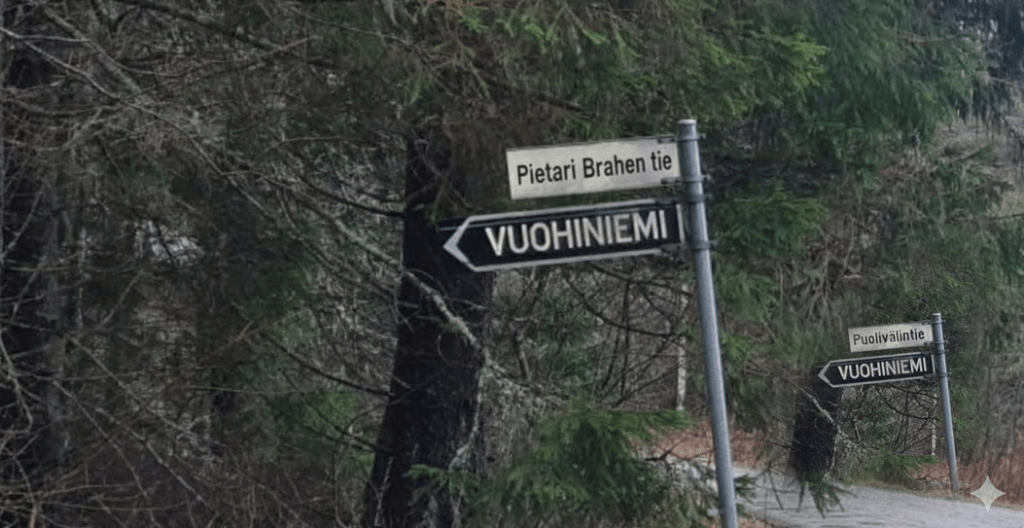 Pietari Brahen tie
VUOHINIEMI
Puolivälintie
VUOHINIEMI